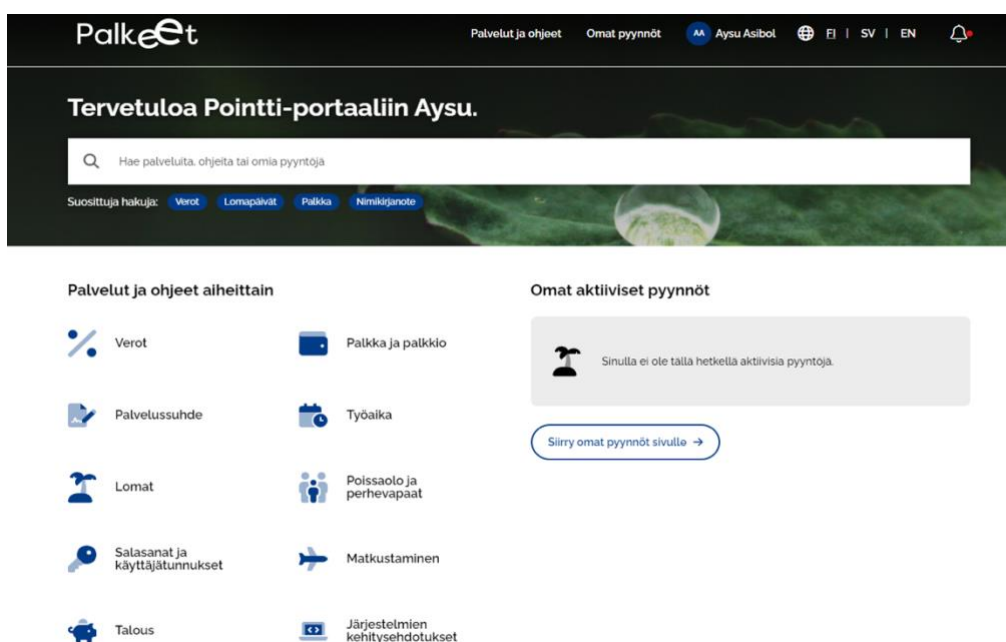 Palkeet
Palvelut ja ohjeet Omat pyynnöt AA Aysu Asibol FI | SV | EN
Tervetuloa Pointti-portaaliin Aysu.
Hae palveluita, ohjeita tai omia pyyntöjä
Suosittuja hakuja: Verot Lomapäivät Palkka Nimikirjanote
Palvelut ja ohjeet aiheittain
Verot
Palkka ja palkkio
Palvelussuhde
Työaika
Lomat
Poissaolo ja
perhevapaat
Salasanat ja
käyttäjätunnukset
Matkustaminen
Talous
Järjestelmien
kehitysehdotukset
Omat aktiiviset pyynnöt
Sinulla ei ole tällä hetkellä aktiivisia pyyntöjä.
Siirry omat pyynnöt sivulle →